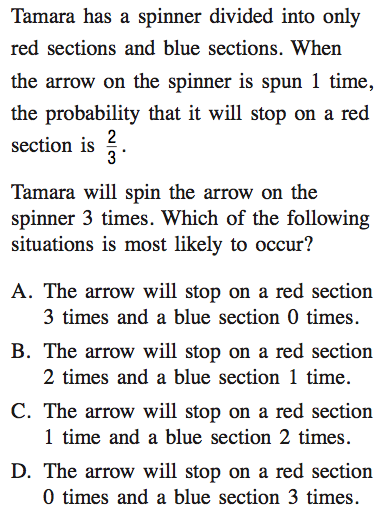 Tamara has a spinner divided into only
red sections and blue sections. When
the arrow on the spinner is spun 1 time,
the probability that it will stop on a red
section is 2/3.
Tamara will spin the arrow on the
spinner 3 times. Which of the following
situations is most likely to occur?
A. The arrow will stop on a red section
3 times and a blue section 0 times.
B. The arrow will stop on a red section
2 times and a blue section 1 time.
C. The arrow will stop on a red section
1 time and a blue section 2 times.
D. The arrow will stop on a red section
0 times and a blue section 3 times.